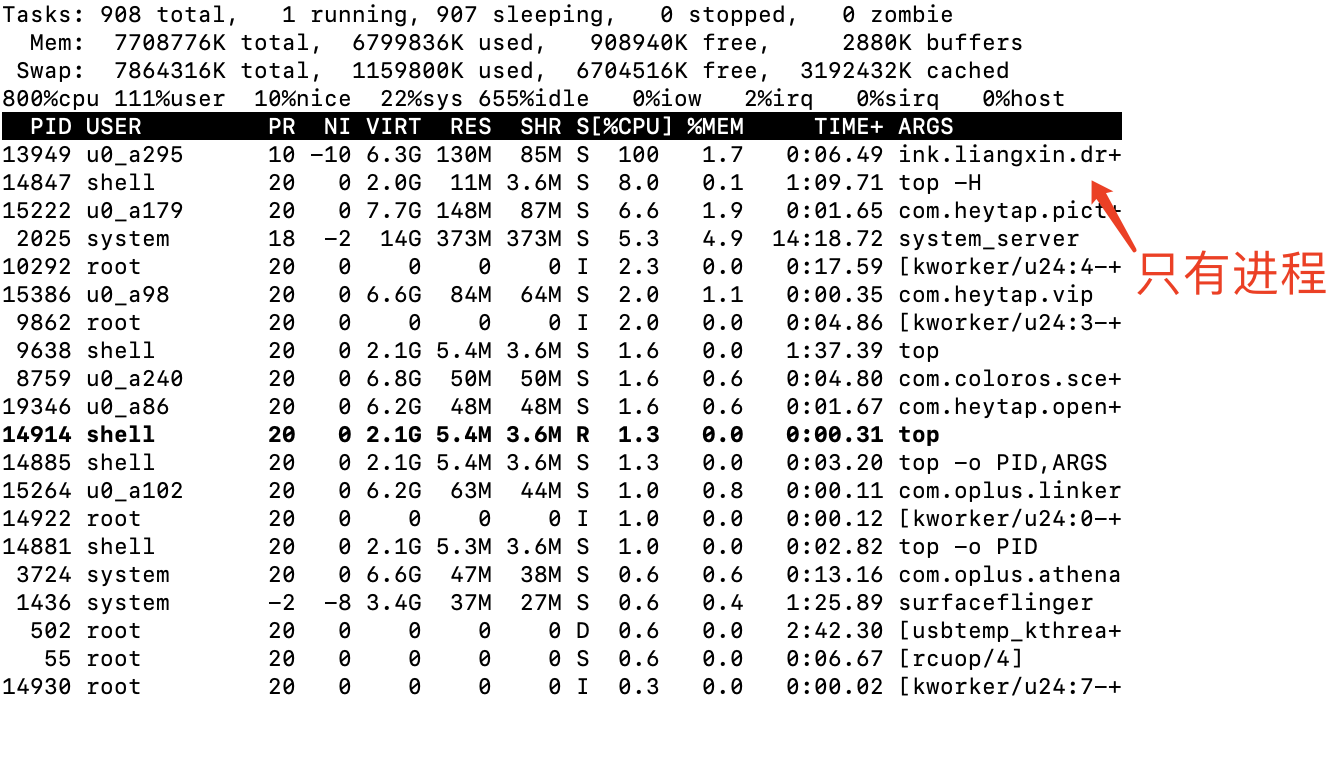 Tasks: 908 total,   1 running, 907 sleeping,   0 stopped,   0 zombie
  Mem:  7708776K total,  6799836K used,   908940K free,     2880K buffers
 Swap:  7864316K total,  1159800K used,  6704516K free,  3192432K cached
800%cpu 111%user  10%nice  22%sys 655%idle   0%iow   2%irq   0%sirq   0%host
  PID USER         PR  NI VIRT  RES  SHR S[%CPU] %MEM     TIME+ ARGS
13949 u0_a295      10 -10 6.3G 130M  85M S  100   1.7   0:06.49 ink.liangxin.dr+
14847 shell        20   0 2.0G  11M 3.6M S  8.0   0.1   1:09.71 top -H
15222 u0_a179      20   0 7.7G 148M  87M S  6.6   1.9   0:01.65 com.heytap.pict+
 2025 system       18  -2  14G 373M 373M S  5.3   4.9  14:18.72 system_server
只有进程
10292 root         20   0    0    0    0 I  2.3   0.0   0:17.59 [kworker/u24:4-+
15386 u0_a98       20   0 6.6G  84M  64M S  2.0   1.1   0:00.35 com.heytap.vip
 9862 root         20   0    0    0    0 I  2.0   0.0   0:04.86 [kworker/u24:3-+
 9638 shell        20   0 2.1G 5.4M 3.6M S  1.6   0.0   1:37.39 top
 8759 u0_a240      20   0 6.8G  50M  50M S  1.6   0.6   0:04.80 com.coloros.sce+
19346 u0_a86       20   0 6.2G  48M  48M S  1.6   0.6   0:01.67 com.heytap.open+
14914 shell        20   0 2.1G 5.4M 3.6M R  1.3   0.0   0:00.31 top
14885 shell        20   0 2.1G 5.4M 3.6M S  1.3   0.0   0:03.20 top -o PID,ARGS
15264 u0_a102      20   0 6.2G  63M  44M S  1.0   0.8   0:00.11 com.oplus.linker
14922 root         20   0    0    0    0 I  1.0   0.0   0:00.12 [kworker/u24:0-+
14881 shell        20   0 2.1G 5.3M 3.6M S  1.0   0.0   0:02.82 top -o PID
 3724 system       20   0 6.6G  47M  38M S  0.6   0.6   0:13.16 com.oplus.athena
 1436 system       -2  -8 3.4G  37M  27M S  0.6   0.4   1:25.89 surfaceflinger
  502 root         20   0    0    0    0 D  0.6   0.0   2:42.30 [usbtemp_kthrea+
   55 root         20   0    0    0    0 S  0.6   0.0   0:06.67 [rcuop/4]
14930 root         20   0    0    0    0 I  0.3   0.0   0:00.02 [kworker/u24:7-+